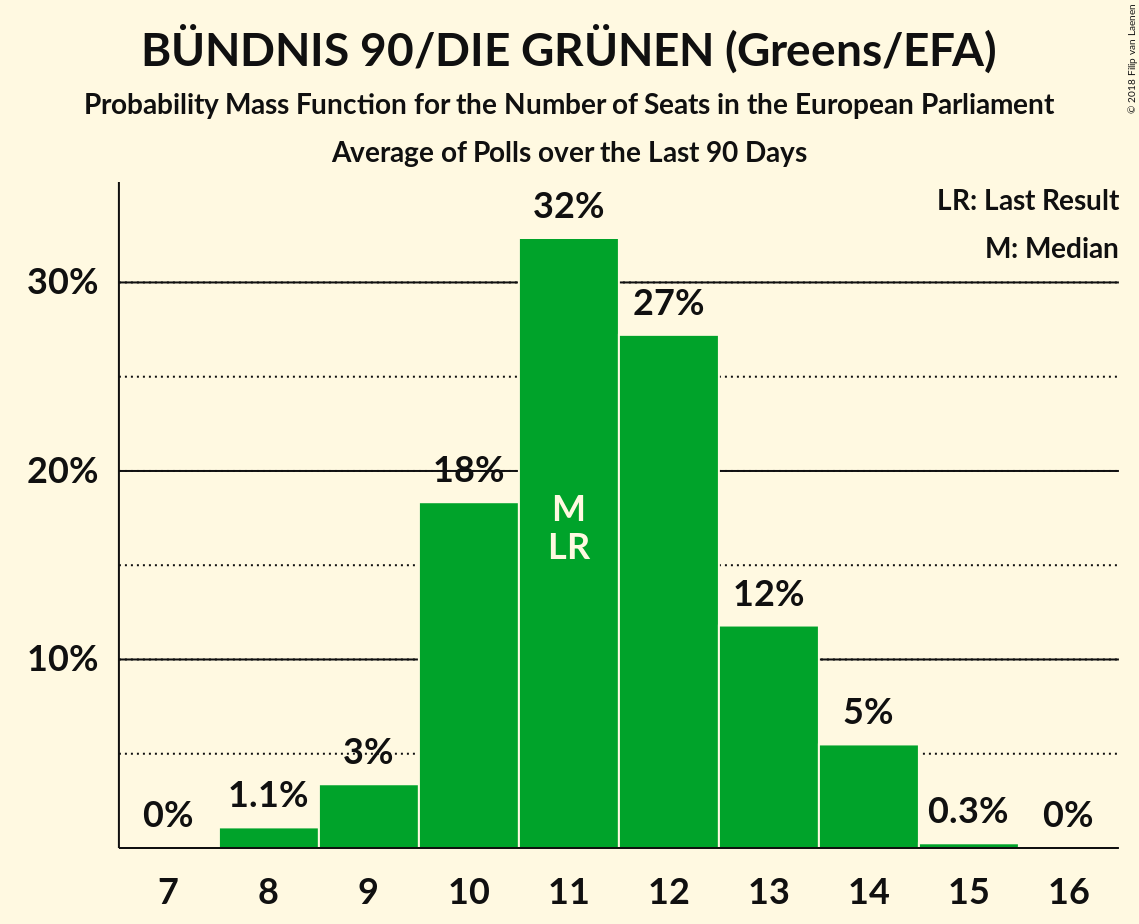 BÜNDNIS 90/DIE GRÜNEN (Greens/EFA)
Probability Mass Function for the Number of Seats in the European Parliament
Average of Polls over the Last 90 Days
© 2018 Filip van Laenen
LR: Last Result
M: Median
32%
30%
27%
20%
18%
M
LR
12%
10%
5%
3%
1.1%
0.3%
0%
0%
7 8 9 10 11 12 13 14 15 16